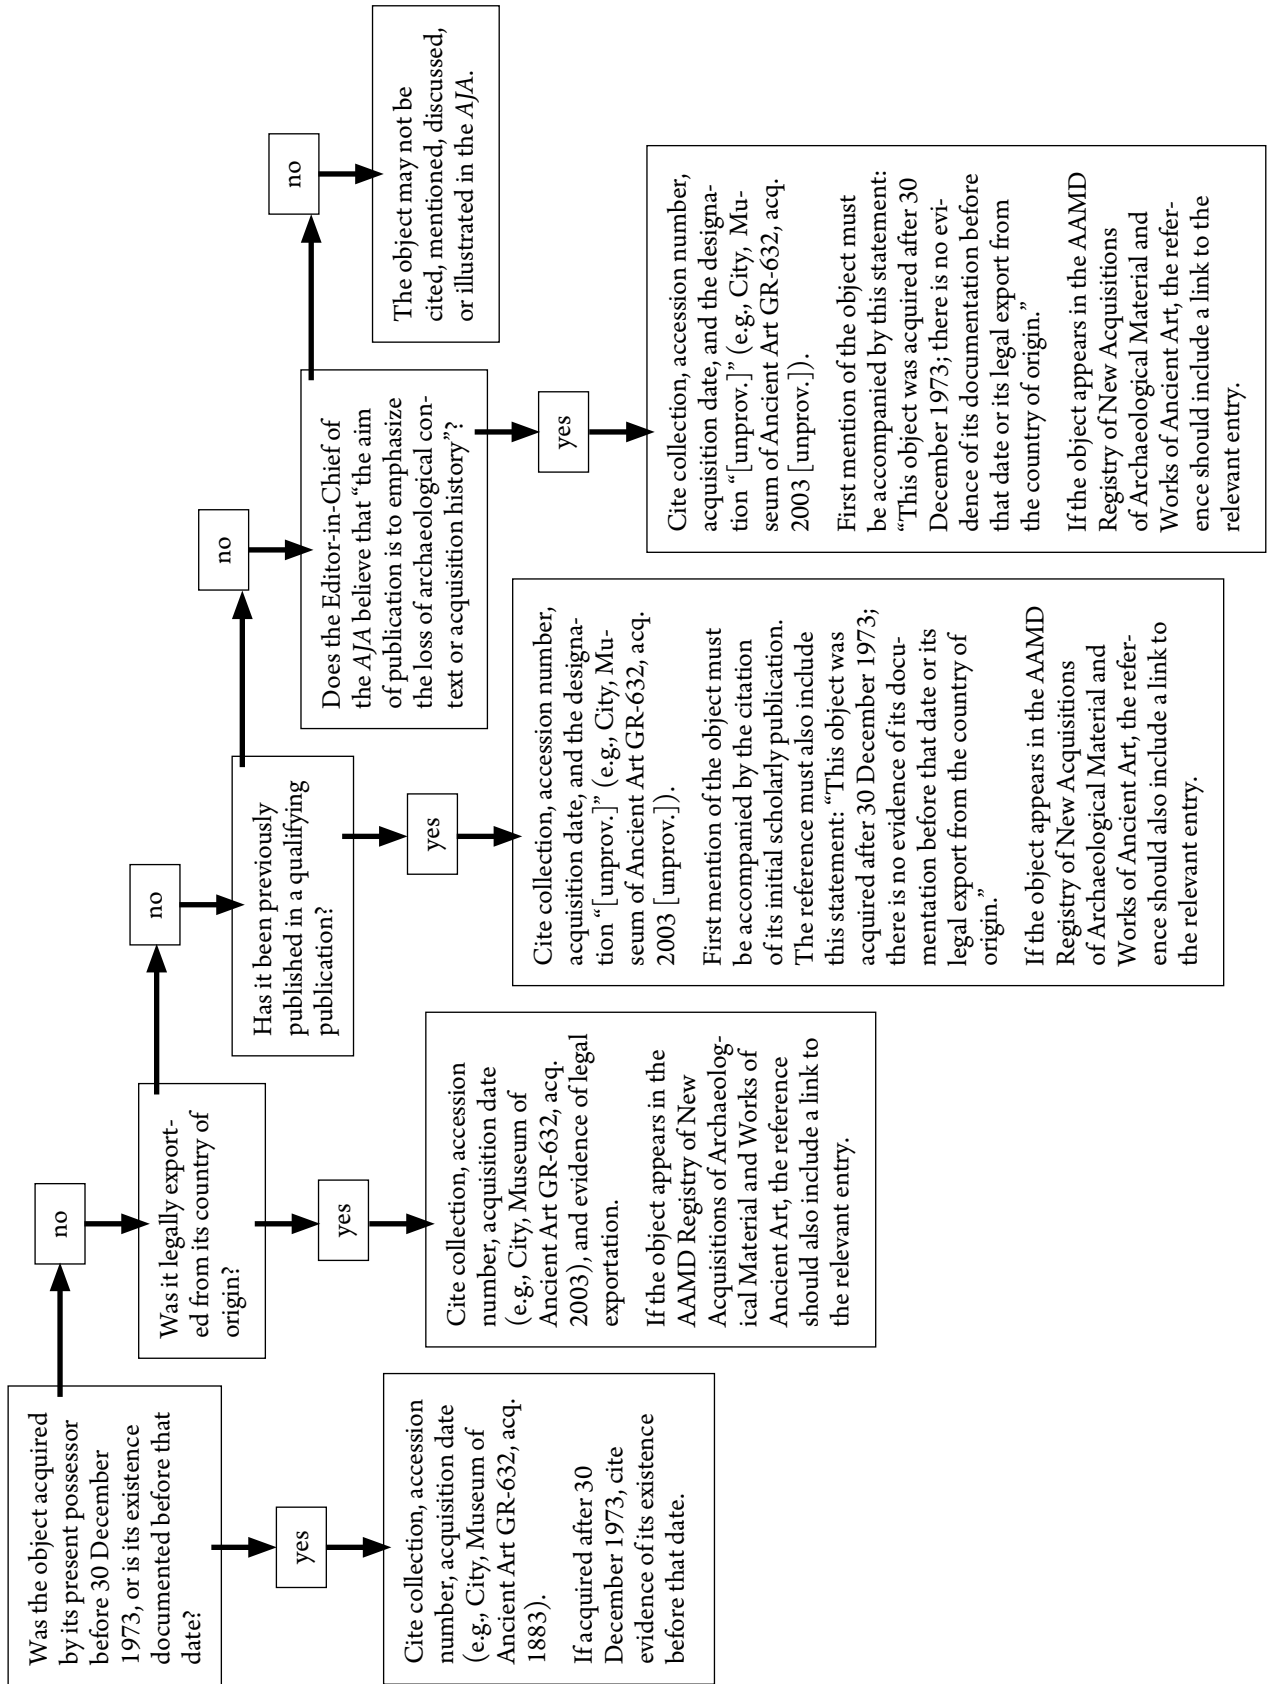 Was the object acquired
by its present possessor
before 30 December
1973, or is its existence
documented before that
date?
yes
Cite collection, accession
number, acquisition date
(e.g., City, Museum of
Ancient Art GR-632, acq.
1883).
If acquired after 30
December 1973, cite
evidence of its existence
before that date.
no
Was it legally export-
ed from its country of
origin?
yes
Cite collection, accession
number, acquisition date
(e.g., City, Museum of
Ancient Art GR-632, acq.
2003), and evidence of legal
exportation.
If the object appears in the
AAMD Registry of New
Acquisitions of Archaeolog-
ical Material and Works of
Ancient Art, the reference
should also include a link to
the relevant entry.
no
Has it been previously
published in a qualifying
publication?
yes
Cite collection, accession number,
acquisition date, and the designa-
tion “[unprov.]” (e.g., City, Mu-
seum of Ancient Art GR-632, acq.
2003 [unprov.]).
First mention of the object must
be accompanied by the citation
of its initial scholarly publication.
The reference must also include
this statement: “This object was
acquired after 30 December 1973;
there is no evidence of its docu-
mentation before that date or its
legal export from the country of
origin.”
If the object appears in the AAMD
Registry of New Acquisitions
of Archaeological Material and
Works of Ancient Art, the refer-
ence should also include a link to
the relevant entry.
no
Does the Editor-in-Chief of
the AJA believe that “the aim
of publication is to emphasize
the loss of archaeological con-
text or acquisition history”?
yes
Cite collection, accession number,
acquisition date, and the designa-
tion “[unprov.]” (e.g., City, Mu-
seum of Ancient Art GR-632, acq.
2003 [unprov.]).
First mention of the object must
be accompanied by this statement:
“This object was acquired after 30
December 1973; there is no evi-
dence of its documentation before
that date or its legal export from
the country of origin.”
If the object appears in the AAMD
Registry of New Acquisitions
of Archaeological Material and
Works of Ancient Art, the refer-
ence should include a link to the
relevant entry.
no
The object may not be
cited, mentioned, discussed,
or illustrated in the AJA.